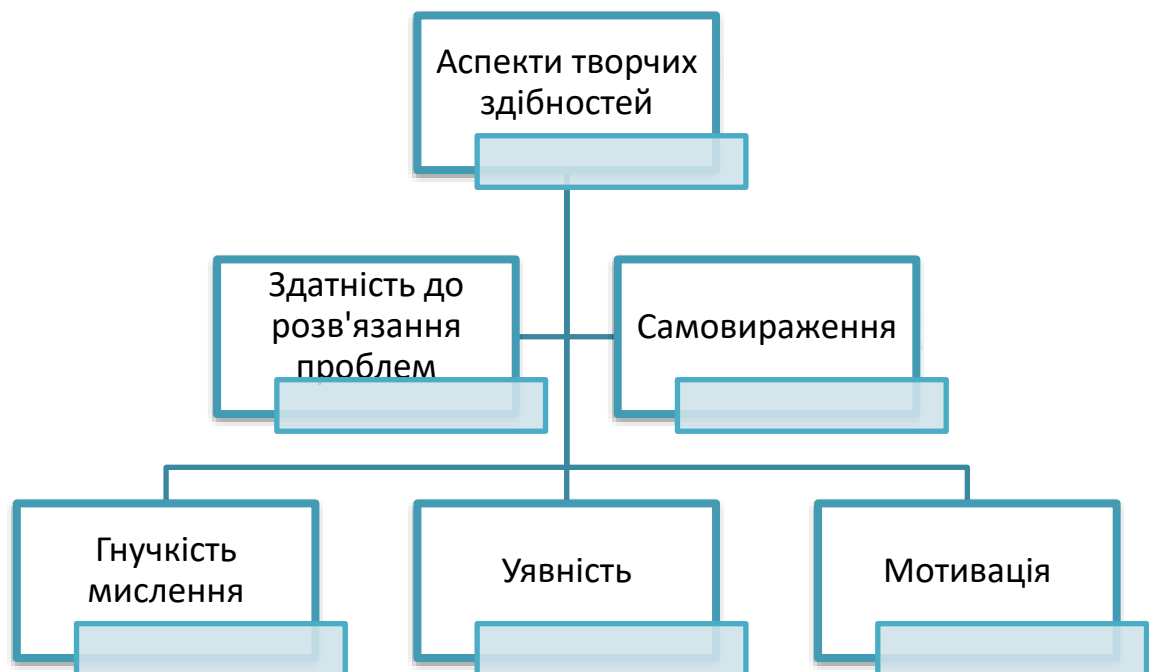 Аспекти творчих
здібностей
Здатність до
розв'язання
проблем
Самовираження
Гнучкість
мислення
Уявність
Мотивація